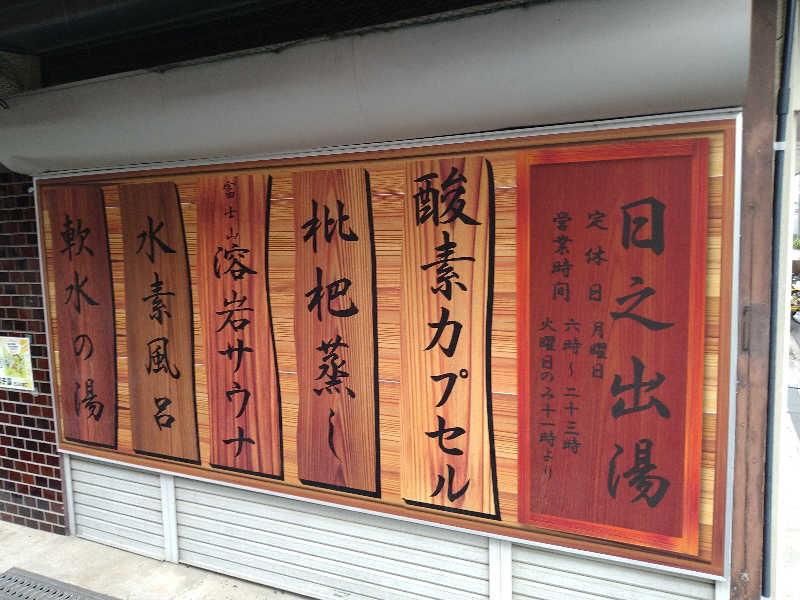 日之出湯
定休日 月曜日
営業時間 六時～二十三時
火曜日のみ十一時より
酸素カプセル
枇杷蒸し
富士山溶岩サウナ
水素風呂
軟水の湯